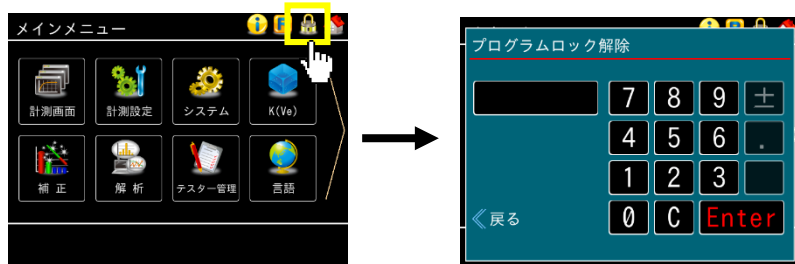 メインメニュー
計測画面 計測設定 システム K(Ve)
補 正 解 析 テスター管理 言語
プログラムロック解除
7 8 9 ±
4 5 6 .
1 2 3
戻る 0 C Enter